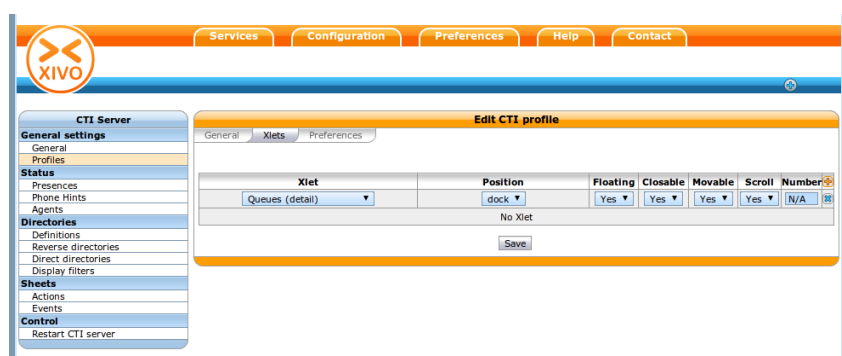 Services Configuration Preferences Help Contact
XIVO
CTI Server
General settings
General
Profiles
Status
Presences
Phone Hints
Agents
Directories
Definitions
Reverse directories
Direct directories
Display filters
Sheets
Actions
Events
Control
Restart CTI server
Edit CTI profile
General Xlets Preferences
Xlet Position Floating Closable Movable Scroll Number
Queues (detail) dock Yes Yes Yes Yes N/A
No Xlet
Save